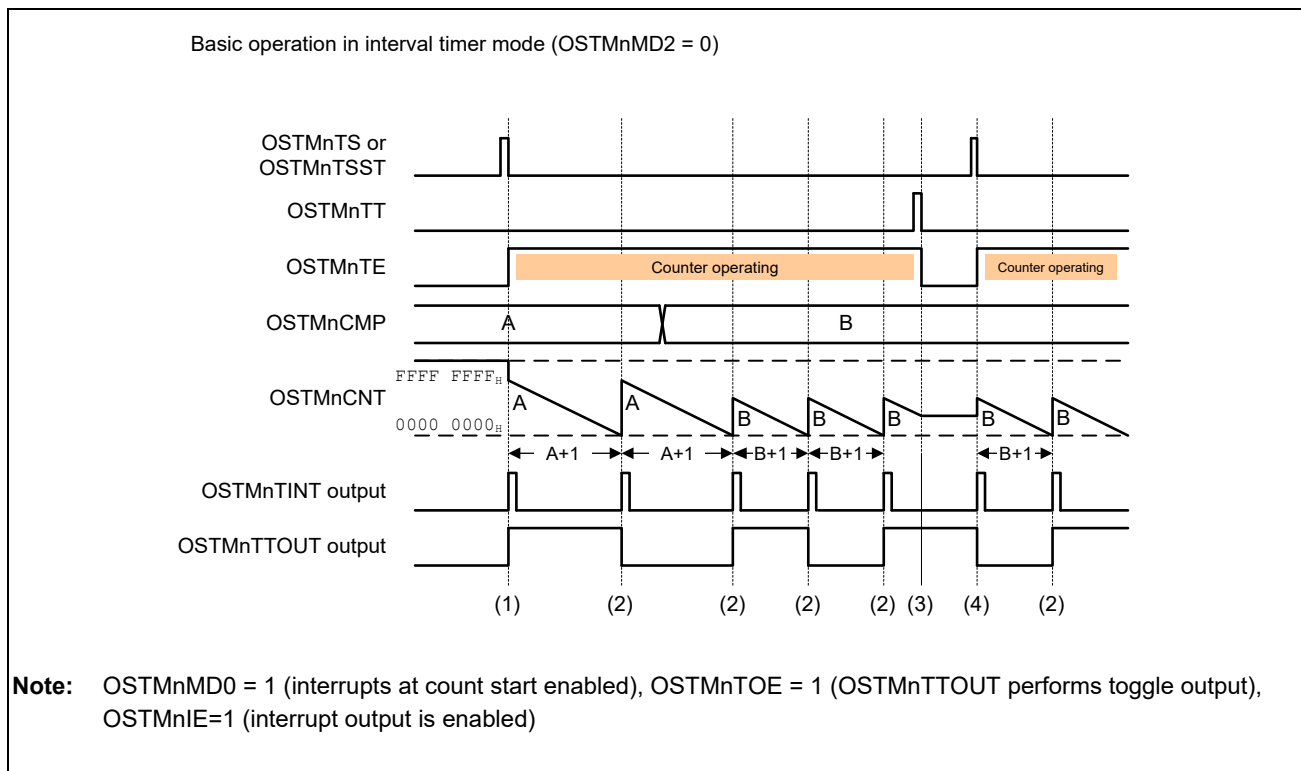 Basic operation in interval timer mode (OSTMnMD2 = 0)
OSTMnTS or
OSTMnTSST
OSTMnTT
OSTMnTE
Counter operating
Counter operating
OSTMnCMP
A
B
FFFF FFFFH
OSTMnCNT
0000 0000H
A
A
B
B
B
B
B
A+1
A+1
B+1
B+1
B+1
OSTMnTINT output
OSTMnTTOUT output
(1)
(2)
(2)
(2)
(2)
(3)
(4)
(2)
Note: OSTMnMD0 = 1 (interrupts at count start enabled), OSTMnTOE = 1 (OSTMnTTOUT performs toggle output),
OSTMnIE=1 (interrupt output is enabled)